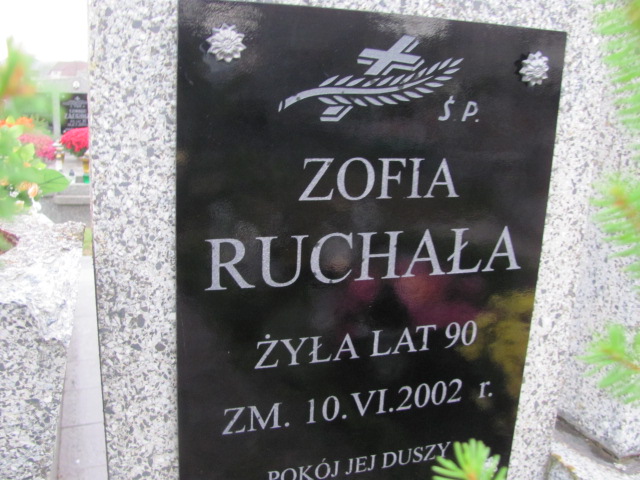 Ś.P.
ZOFIA
RUCHAŁA
ŻYŁA LAT 90
ZM. 10.VI.2002 r.
POKÓJ JEJ DUSZY